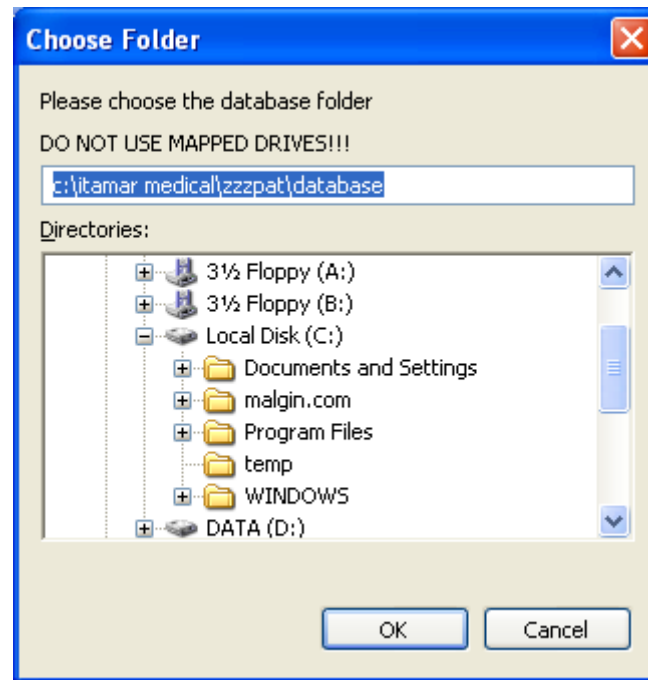 Choose Folder
Please choose the database folder
DO NOT USE MAPPED DRIVES!!!
c:\itamar medical\zzzpat\database
Directories:
3½ Floppy (A:)
3½ Floppy (B:)
Local Disk (C:)
Documents and Settings
malgin.com
Program Files
temp
WINDOWS
DATA (D:)
OK Cancel